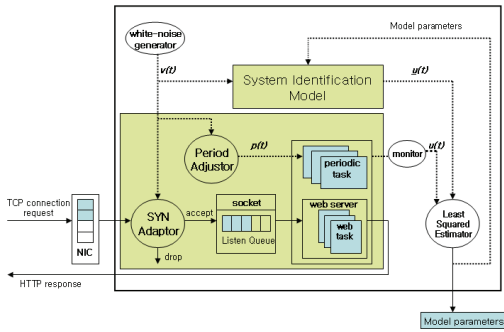 Model parameters
white-noise
generator
v(t)
System Identification
Model
u(t)
Period
Adjustor
p(t)
periodic
task
monitor
u(t)
TCP connection
request
NIC
SYN
Adaptor
accept
socket
Listen Queue
web server
web
task
Least
Squared
Estimator
drop
HTTP response
Model parameters